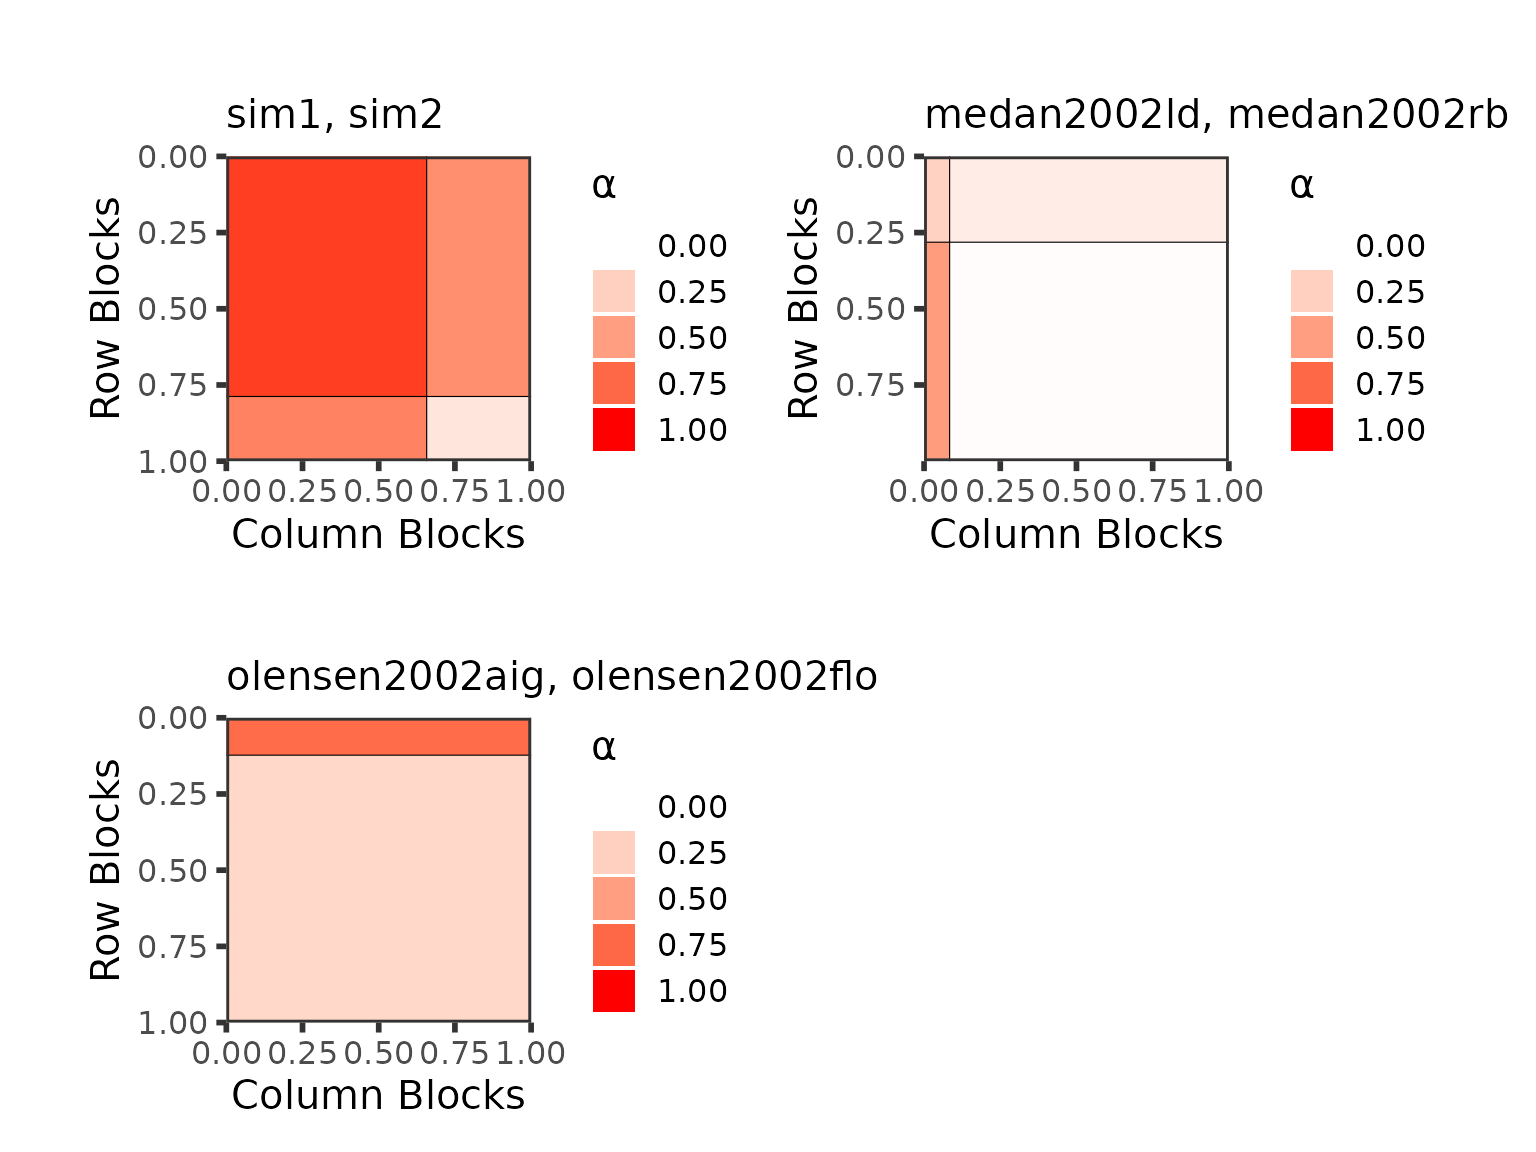 sim1, sim2
Row Blocks
0.00
0.25
0.50
0.75
1.00
0.00 0.25 0.50 0.75 1.00
Column Blocks
α
0.00
0.25
0.50
0.75
1.00
medan2002ld, medan2002rb
Row Blocks
0.00
0.25
0.50
0.75
0.00 0.25 0.50 0.75 1.00
Column Blocks
α
0.00
0.25
0.50
0.75
1.00
olensen2002aig, olensen2002flo
Row Blocks
0.00
0.25
0.50
0.75
1.00
0.00 0.25 0.50 0.75 1.00
Column Blocks
α
0.00
0.25
0.50
0.75
1.00